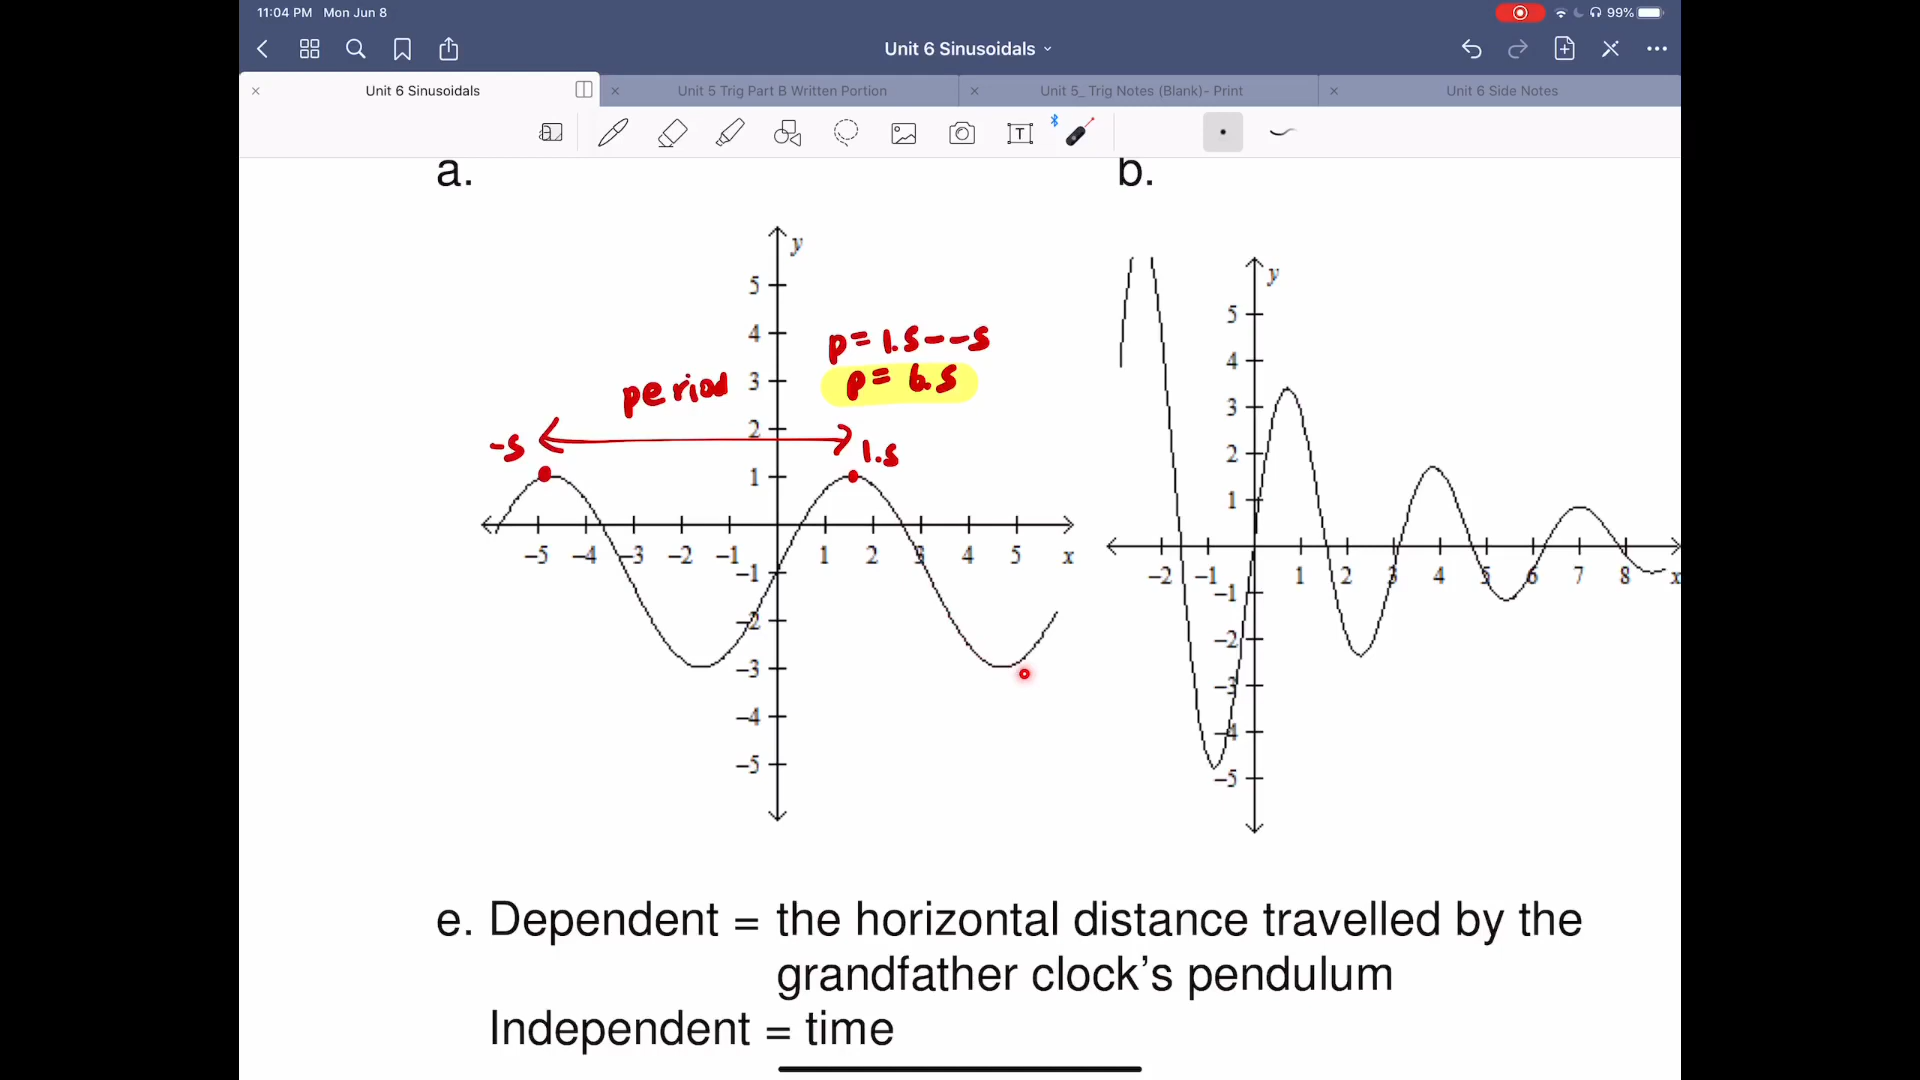 11:04 PM Mon Jun 8
99%
Unit 6 Sinusoidals
Unit 6 Sinusoidals
Unit 5 Trig Part B Written Portion
Unit 5_ Trig Notes (Blank)- Print
Unit 6 Side Notes
T
a.
b.
y
5
4
3
2
1
-5 -4 -3 -2 -1 1 2 3 4 5 x
-1
-2
-3
-4
-5
p = 1.5 - -5
p = 6.5
period
-5
1.5
y
5
4
3
2
1
-2 -1 1 2 3 4 5 6 7 8 x
-1
-2
-3
-4
-5
e. Dependent = the horizontal distance travelled by the
grandfather clock’s pendulum
Independent = time